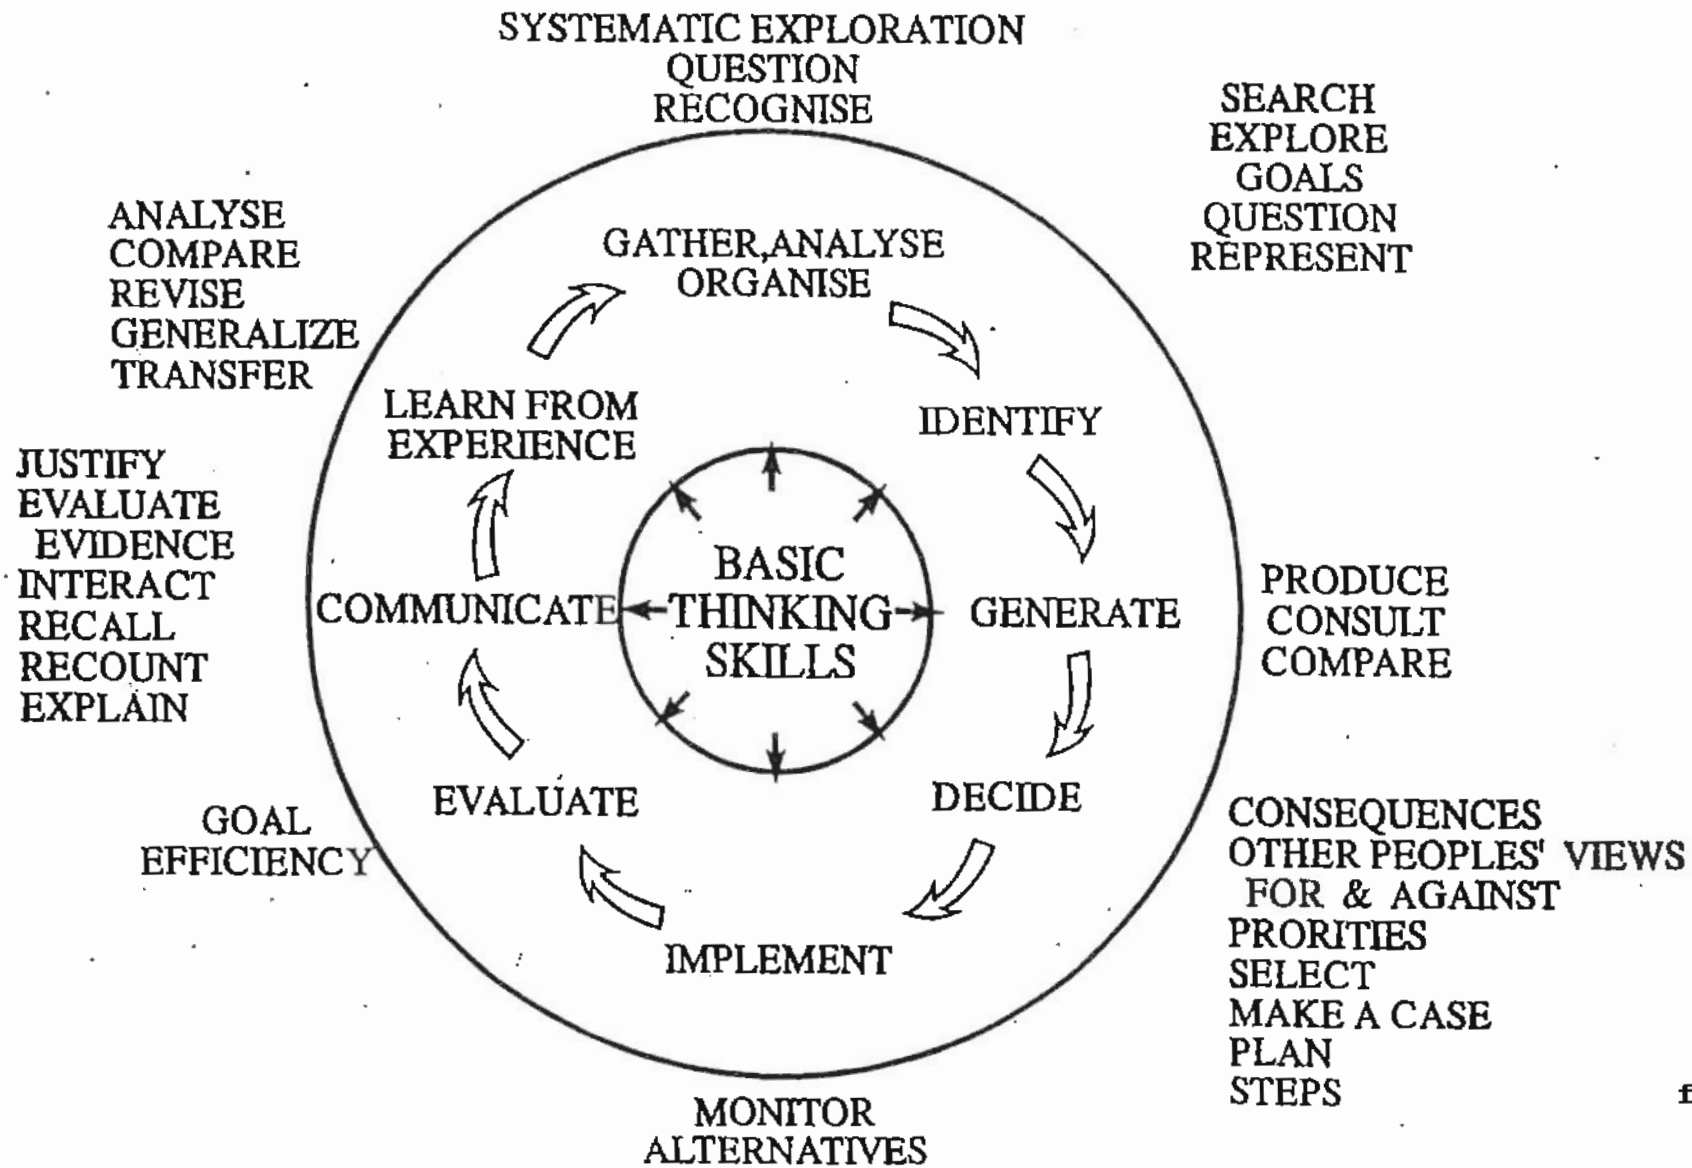 SYSTEMATIC EXPLORATION
QUESTION
RECOGNISE
SEARCH
EXPLORE
GOALS
QUESTION
REPRESENT
ANALYSE
COMPARE
REVISE
GENERALIZE
TRANSFER
GATHER,ANALYSE
ORGANISE
LEARN FROM
EXPERIENCE
IDENTIFY
JUSTIFY
EVALUATE
EVIDENCE
INTERACT
RECALL
RECOUNT
EXPLAIN
COMMUNICATE
BASIC
THINKING
SKILLS
GENERATE
PRODUCE
CONSULT
COMPARE
EVALUATE
DECIDE
GOAL
EFFICIENCY
CONSEQUENCES
OTHER PEOPLES' VIEWS
FOR & AGAINST
PRORITIES
SELECT
MAKE A CASE
PLAN
STEPS
IMPLEMENT
MONITOR
ALTERNATIVES
f